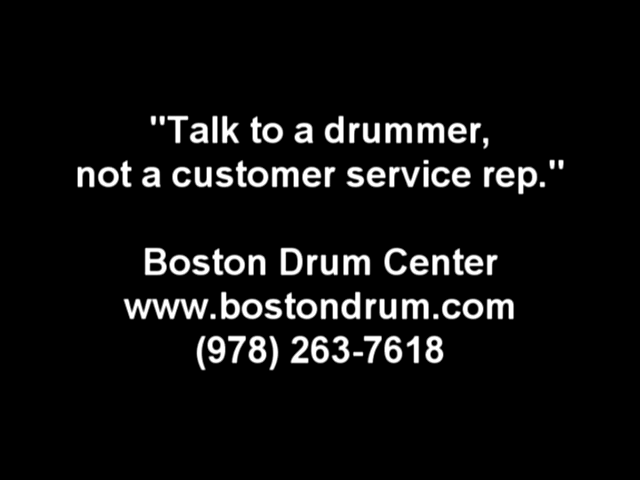 "Talk to a drummer,
not a customer service rep."
Boston Drum Center
www.bostondrum.com
(978) 263-7618